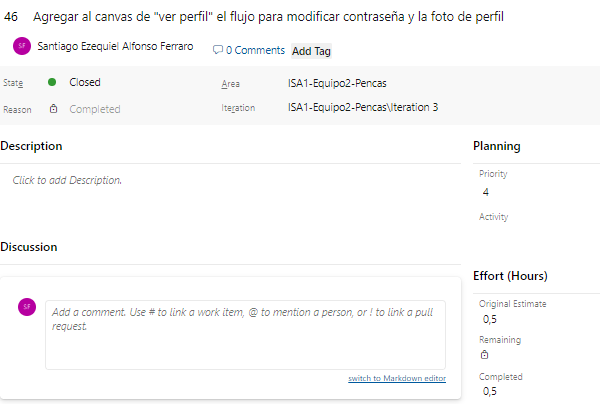 46 Agregar al canvas de "ver perfil" el flujo para modificar contraseña y la foto de perfil
SF Santiago Ezequiel Alfonso Ferraro 0 Comments Add Tag
State Closed Area ISA1-Equipo2-Pencas
Reason Completed Iteration ISA1-Equipo2-Pencas\Iteration 3
Description
Click to add Description.
Discussion
SF
Add a comment. Use # to link a work item, @ to mention a person, or ! to link a pull
request.
switch to Markdown editor
Planning
Priority
4
Activity
Effort (Hours)
Original Estimate
0,5
Remaining
Completed
0,5